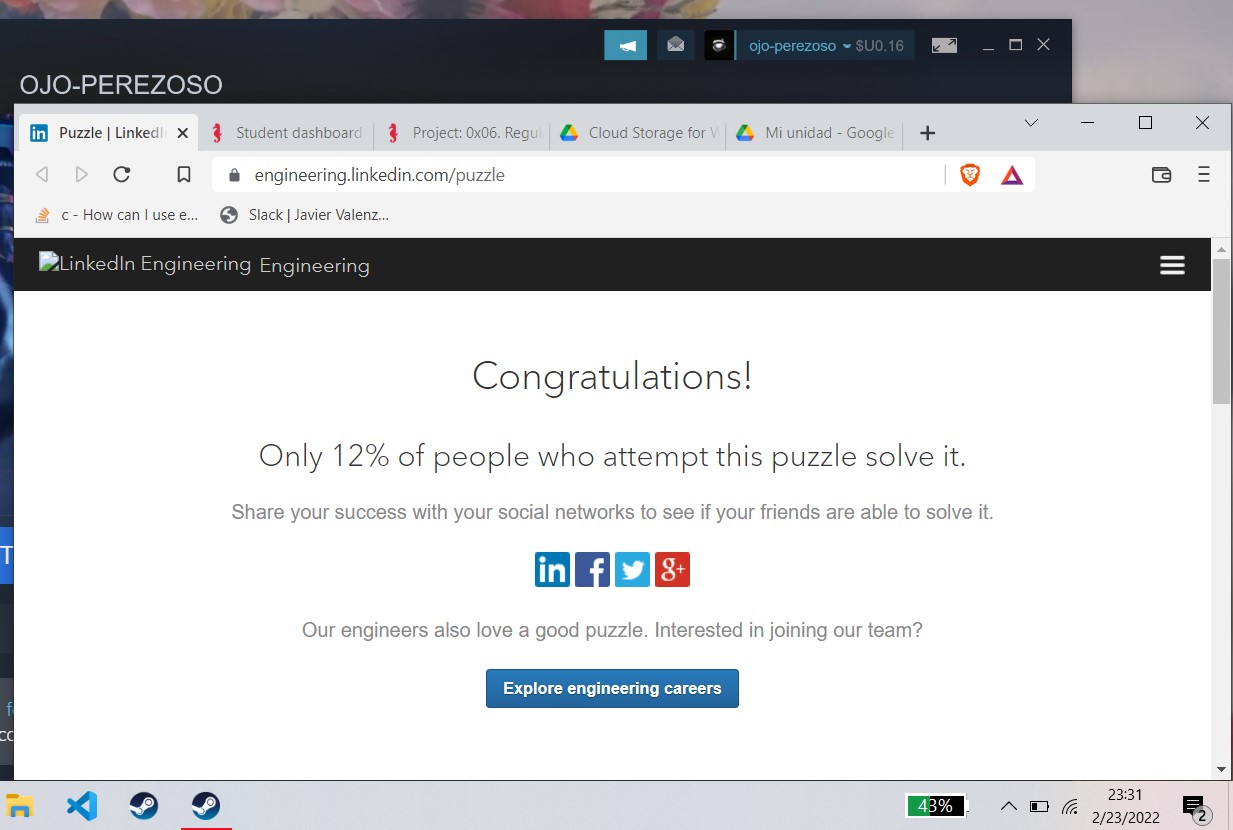 ojo-perezoso $U0.16
OJO-PEREZOSO
Puzzle | LinkedIn
Student dashboard
Project: 0x06. Regul
Cloud Storage for W
Mi unidad - Google
engineering.linkedin.com/puzzle
c - How can I use e...
Slack | Javier Valenz...
LinkedIn Engineering Engineering
Congratulations!
Only 12% of people who attempt this puzzle solve it.
Share your success with your social networks to see if your friends are able to solve it.
in f g+
Our engineers also love a good puzzle. Interested in joining our team?
Explore engineering careers
T
f
cc
43%
23:31
2/23/2022
2